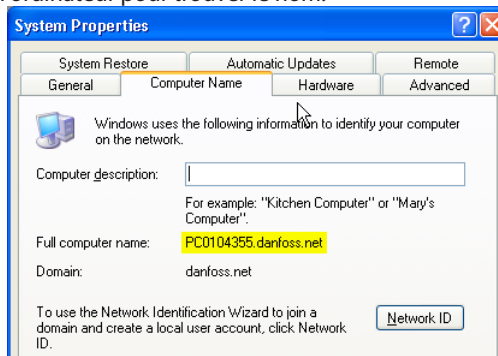 System Properties
System Restore Automatic Updates Remote
General Computer Name Hardware Advanced
Windows uses the following information to identify your computer
on the network.
Computer description:
For example: "Kitchen Computer" or "Mary's
Computer".
Full computer name: PC0104355.danfoss.net
Domain: danfoss.net
To use the Network Identification Wizard to join a
domain and create a local user account, click Network
ID.
Network ID